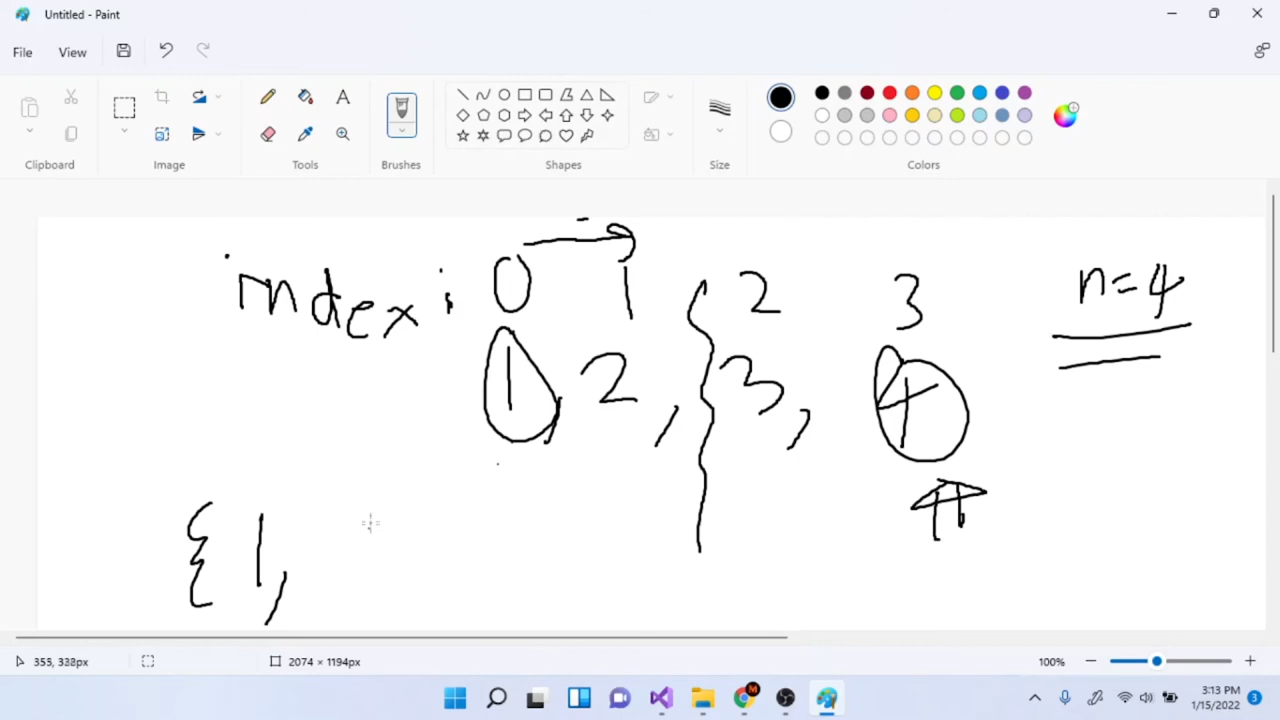 Untitled - Paint
File View
Clipboard Image Tools Brushes Shapes Size Colors
index: 0 1 2 3 n=4
1, 2, 3, 4
{ 1,
355, 338px 2074 × 1194px 100%
3:13 PM
1/15/2022 3